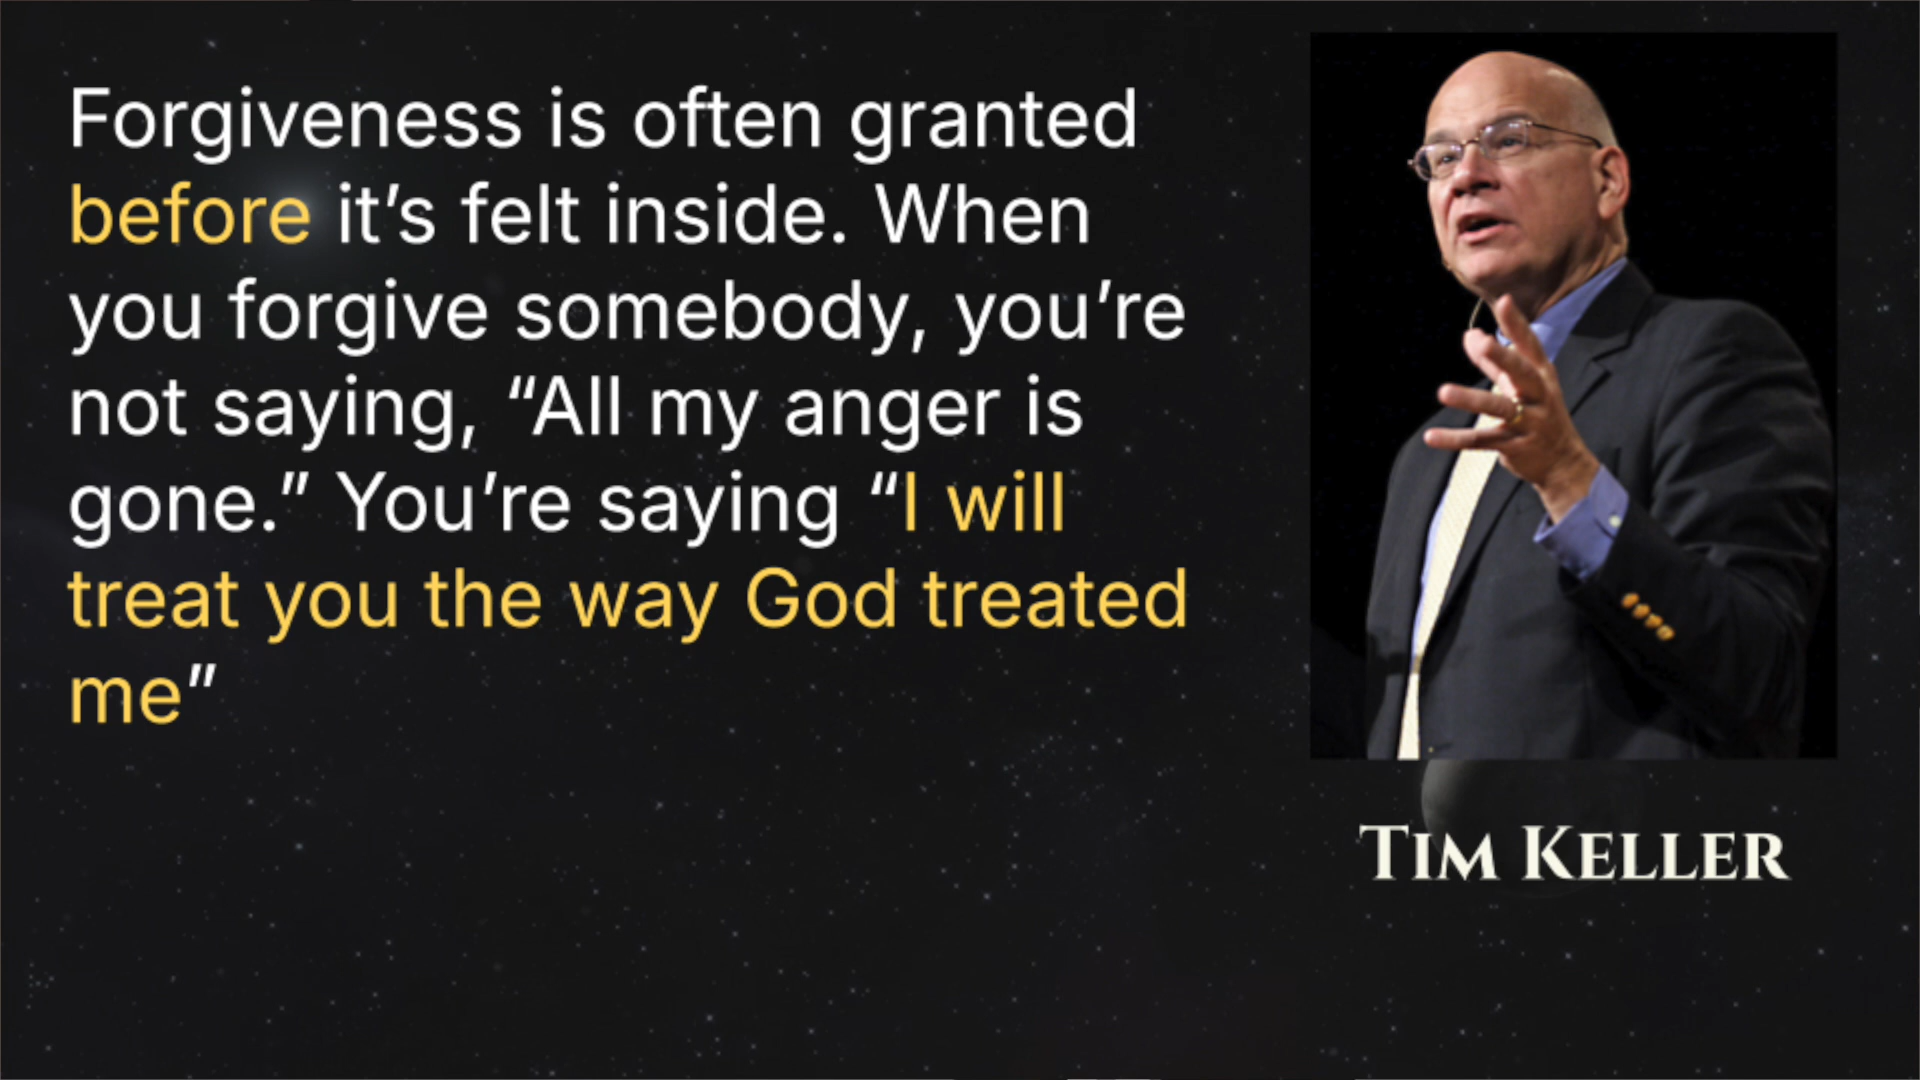 Forgiveness is often granted
before it’s felt inside. When
you forgive somebody, you’re
not saying, “All my anger is
gone.” You’re saying “I will
treat you the way God treated
me”
Tim Keller